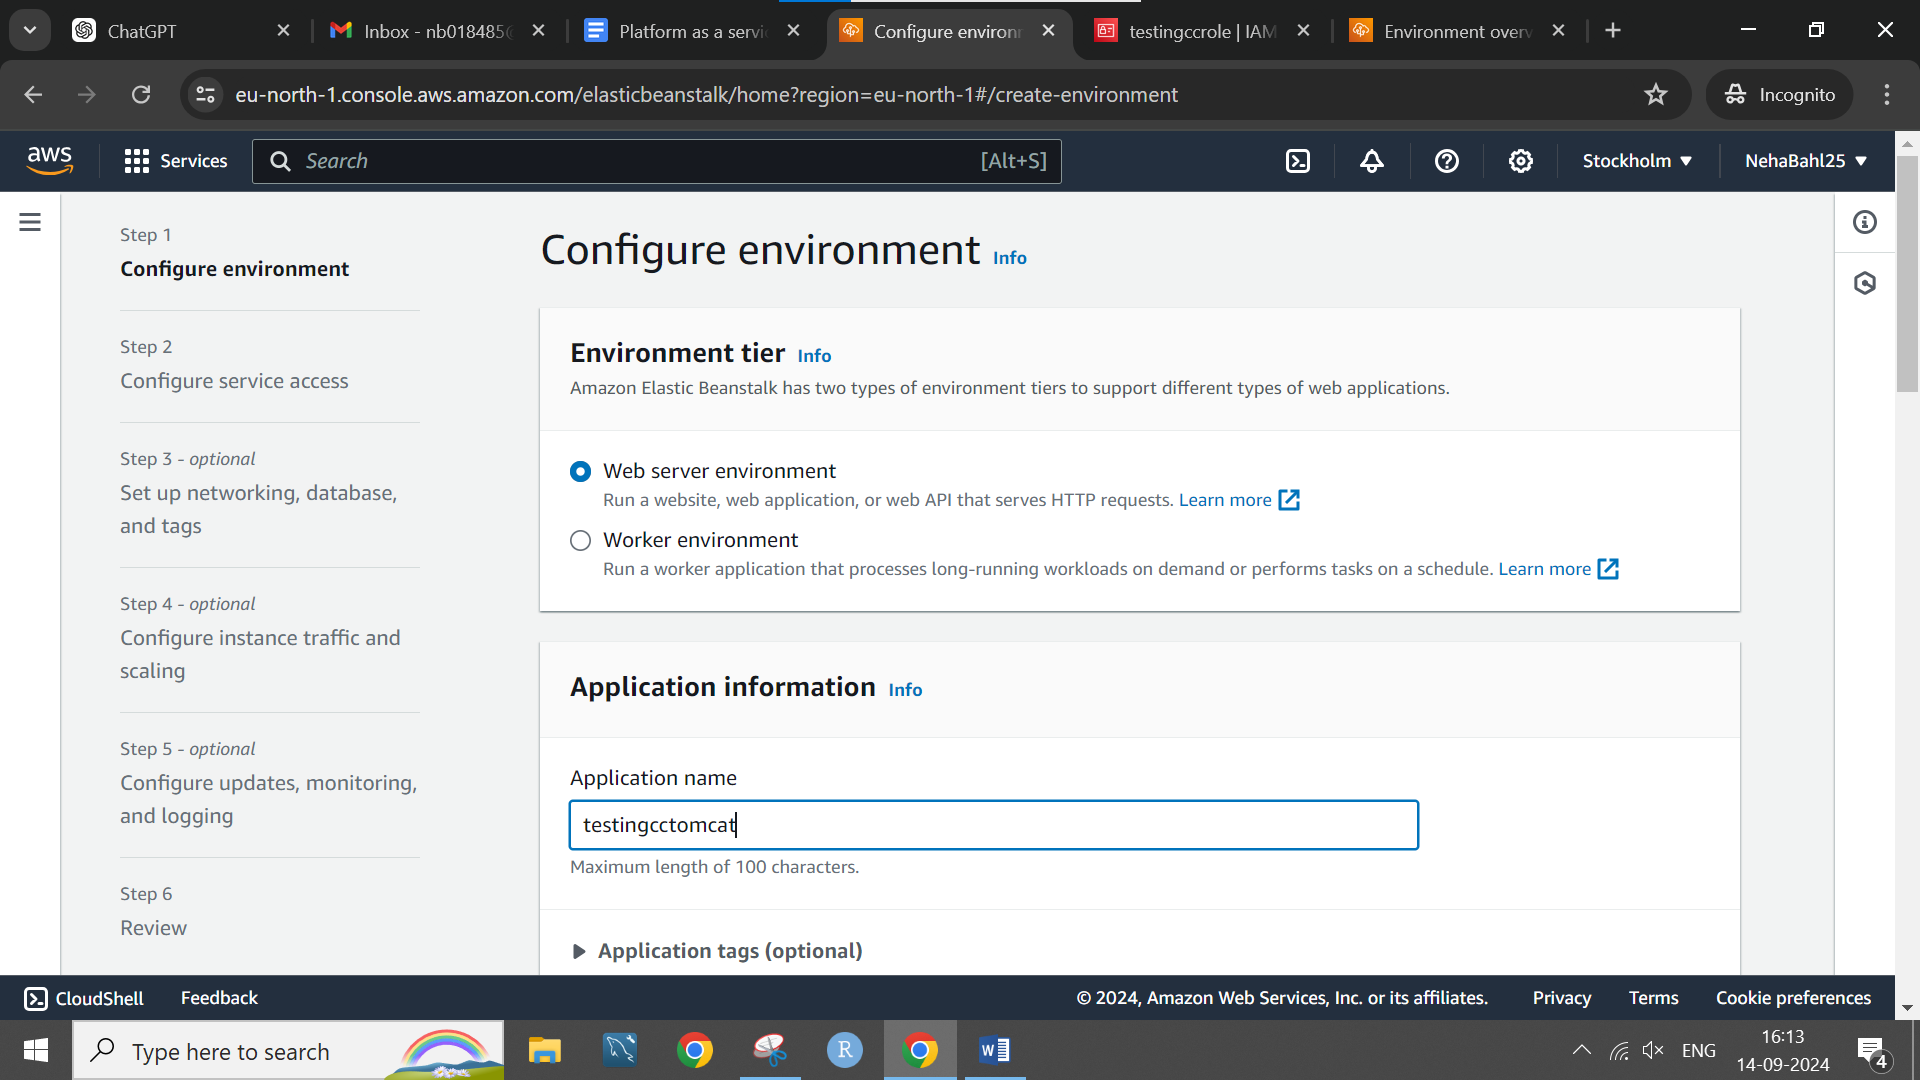 ChatGPT
Inbox - nb018485@
Platform as a servi
Configure environm
testingccrole | IAM
Environment overv
eu-north-1.console.aws.amazon.com/elasticbeanstalk/home?region=eu-north-1#/create-environment
Incognito
aws
Services
Search
[Alt+S]
Stockholm
NehaBahl25
Step 1
Configure environment
Step 2
Configure service access
Step 3 - optional
Set up networking, database,
and tags
Step 4 - optional
Configure instance traffic and
scaling
Step 5 - optional
Configure updates, monitoring,
and logging
Step 6
Review
Configure environment Info
Environment tier Info
Amazon Elastic Beanstalk has two types of environment tiers to support different types of web applications.
Web server environment
Run a website, web application, or web API that serves HTTP requests. Learn more
Worker environment
Run a worker application that processes long-running workloads on demand or performs tasks on a schedule. Learn more
Application information Info
Application name
testingcctomcat
Maximum length of 100 characters.
Application tags (optional)
CloudShell
Feedback
© 2024, Amazon Web Services, Inc. or its affiliates.
Privacy
Terms
Cookie preferences
Type here to search
R
W
ENG
16:13
14-09-2024
4